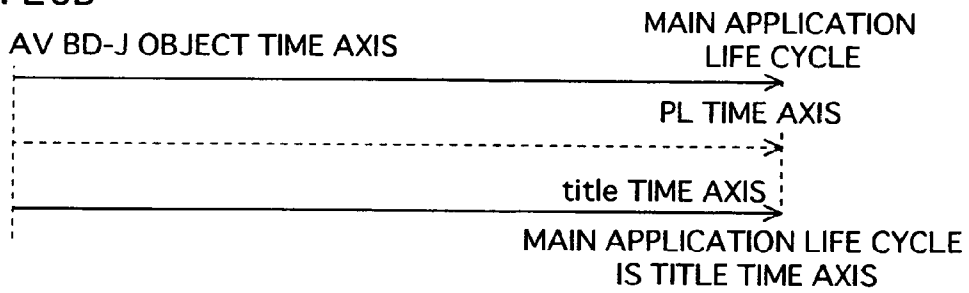 MAIN APPLICATION
AV BD-J OBJECT TIME AXIS
LIFE CYCLE
PL TIME AXIS
title TIME AXIS
MAIN APPLICATION LIFE CYCLE
IS TITLE TIME AXIS